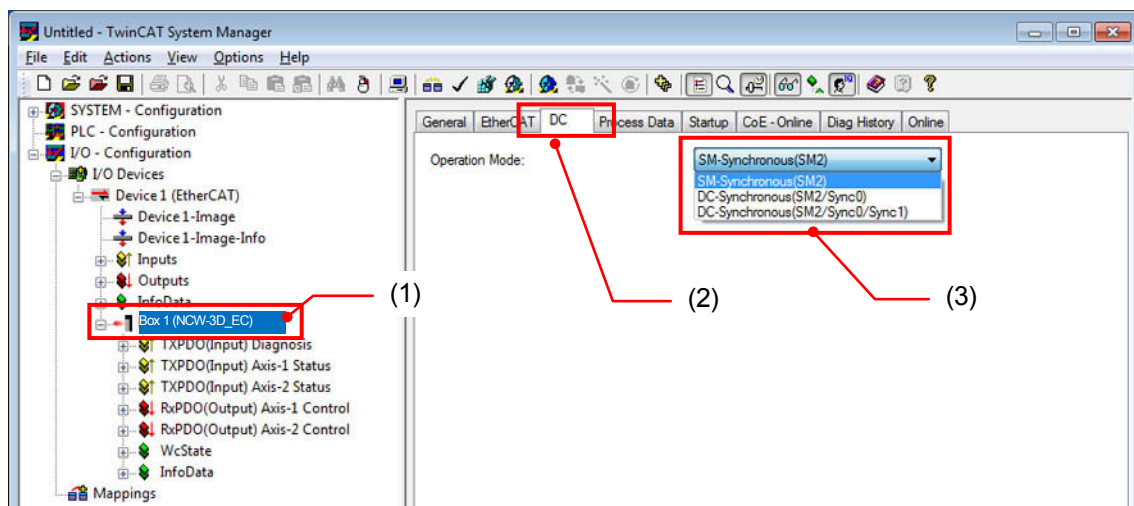 Untitled - TwinCAT System Manager
File Edit Actions View Options Help
SYSTEM - Configuration
PLC - Configuration
I/O - Configuration
I/O Devices
Device 1 (EtherCAT)
Device 1-Image
Device 1-Image-Info
Inputs
Outputs
InfoData
Box 1 (NCW-3D_EC)
TXPDO(Input) Diagnosis
TXPDO(Input) Axis-1 Status
TXPDO(Input) Axis-2 Status
RxPDO(Output) Axis-1 Control
RxPDO(Output) Axis-2 Control
WcState
InfoData
Mappings
(1)
General EtherCAT DC Process Data Startup CoE - Online Diag History Online
Operation Mode:
SM-Synchronous(SM2)
SM-Synchronous(SM2)
DC-Synchronous(SM2/Sync0)
DC-Synchronous(SM2/Sync0/Sync1)
(2)
(3)